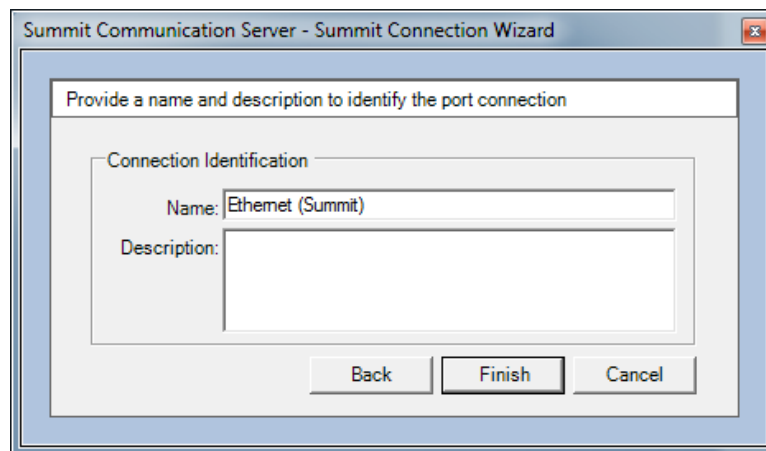 Summit Communication Server - Summit Connection Wizard
Provide a name and description to identify the port connection
Connection Identification
Name: Ethernet (Summit)
Description:
Back Finish Cancel